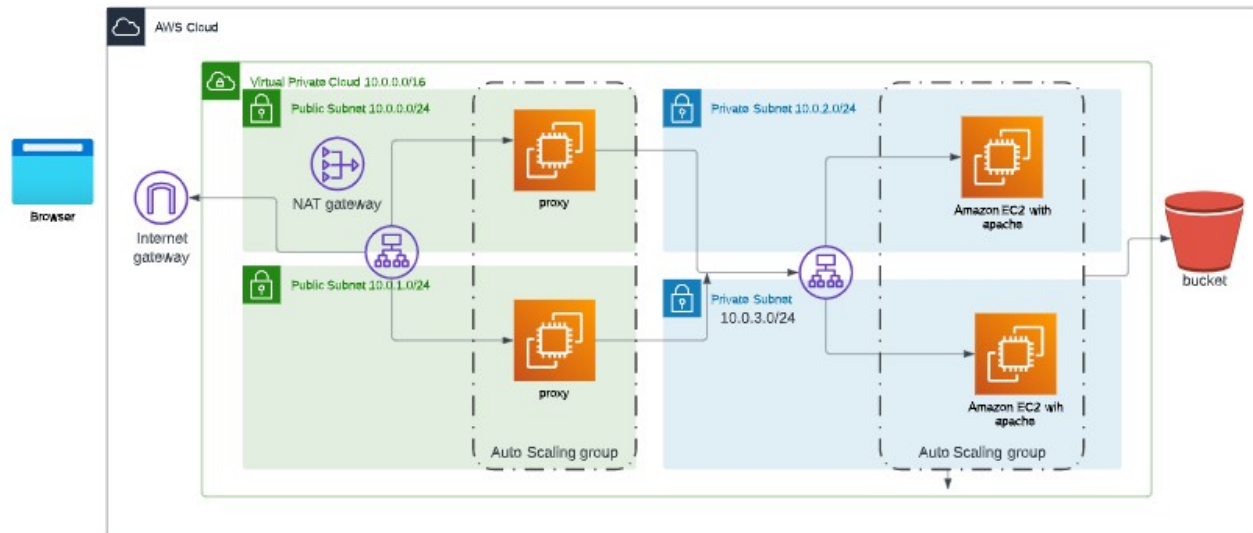 AWS Cloud
Virtual Private Cloud 10.0.0.0/16
Public Subnet 10.0.0.0/24
Private Subnet 10.0.2.0/24
NAT gateway
proxy
Amazon EC2 with
apache
Browser
Internet
gateway
bucket
Public Subnet 10.0.1.0/24
Private Subnet
10.0.3.0/24
proxy
Amazon EC2 wih
apache
Auto Scaling group
Auto Scaling group